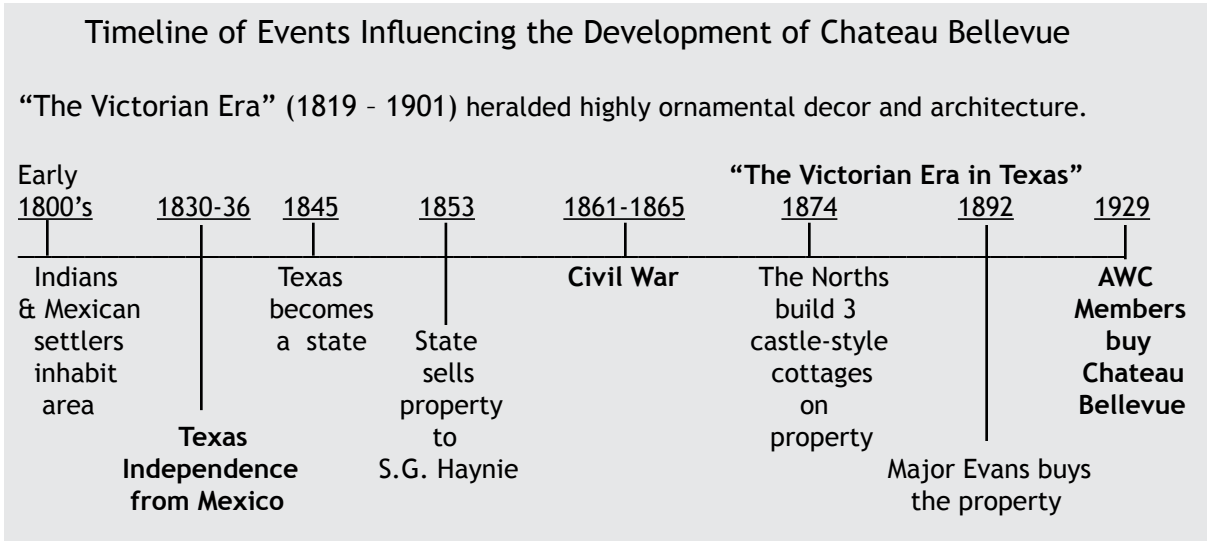 Timeline of Events Influencing the Development of Chateau Bellevue
“The Victorian Era” (1819 – 1901) heralded highly ornamental decor and architecture.
Early
1800’s
Indians
& Mexican
settlers
inhabit
area
1830-36
Texas
Independence
from Mexico
1845
Texas
becomes
a state
1853
State
sells
property
to
S.G. Haynie
1861-1865
Civil War
“The Victorian Era in Texas”
1874
The Norths
build 3
castle-style
cottages
on
property
1892
Major Evans buys
the property
1929
AWC
Members
buy
Chateau
Bellevue